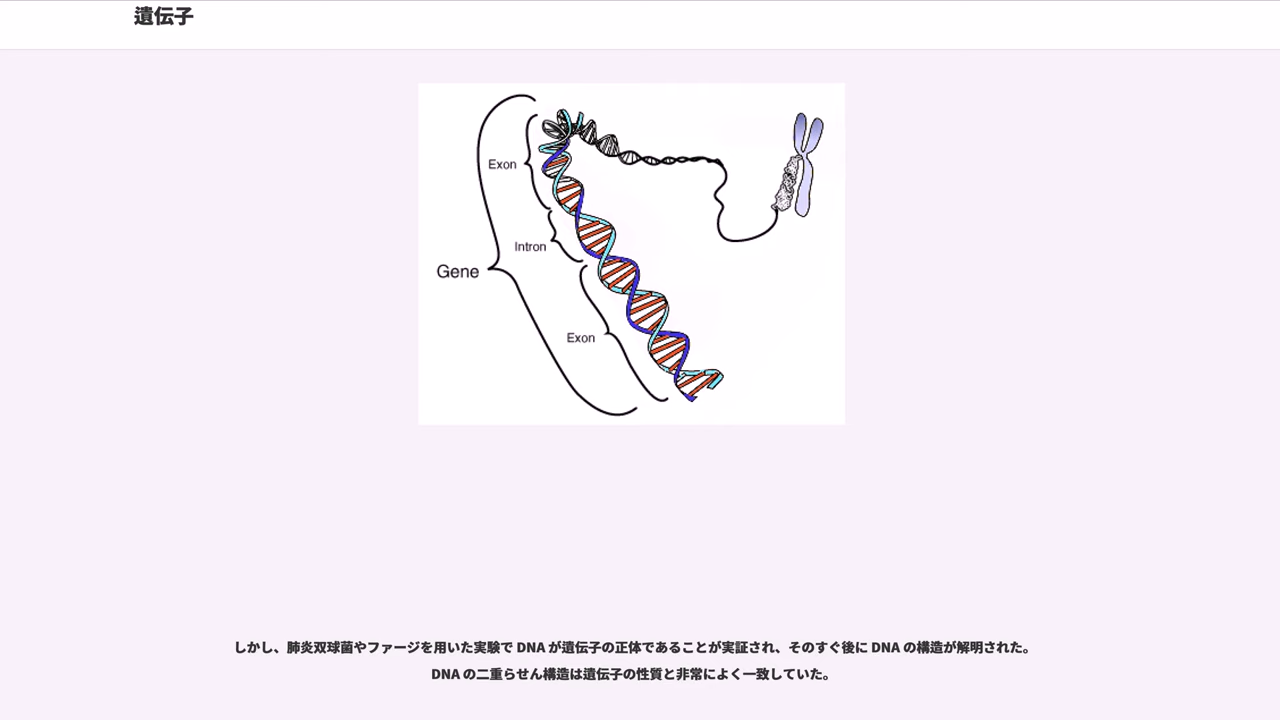 遺伝子
Exon
Intron
Gene
Exon
しかし、肺炎双球菌やファージを用いた実験で DNA が遺伝子の正体であることが実証され、そのすぐ後に DNA の構造が解明された。
DNA の二重らせん構造は遺伝子の性質と非常によく一致していた。